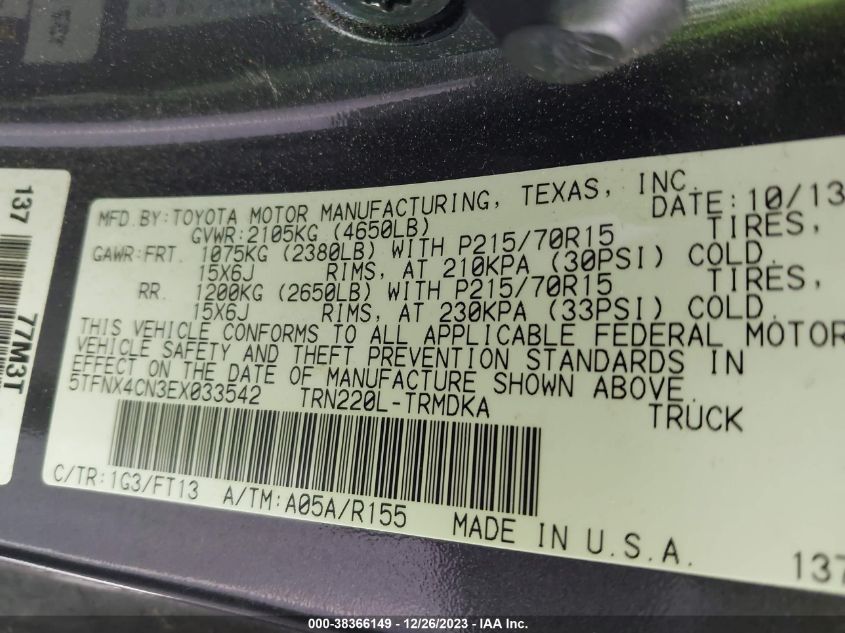 MFD. BY: TOYOTA MOTOR MANUFACTURING, TEXAS, INC. DATE: 10/13
GVWR: 2105KG (4650LB)
GAWR: FRT. 1075KG (2380LB) WITH P215/70R15 TIRES,
15X6J RIMS, AT 210KPA (30PSI) COLD.
RR. 1200KG (2650LB) WITH P215/70R15 TIRES,
15X6J RIMS, AT 230KPA (33PSI) COLD.
THIS VEHICLE CONFORMS TO ALL APPLICABLE FEDERAL MOTOR
VEHICLE SAFETY AND THEFT PREVENTION STANDARDS IN
EFFECT ON THE DATE OF MANUFACTURE SHOWN ABOVE.
5TFNX4CN3EX033542 TRN220L-TRMDKA TRUCK
C/TR: 1G3/FT13 A/TM: A05A/R155 MADE IN U.S.A.
137
137
77M3T
000-38366149 - 12/26/2023 - IAA Inc.